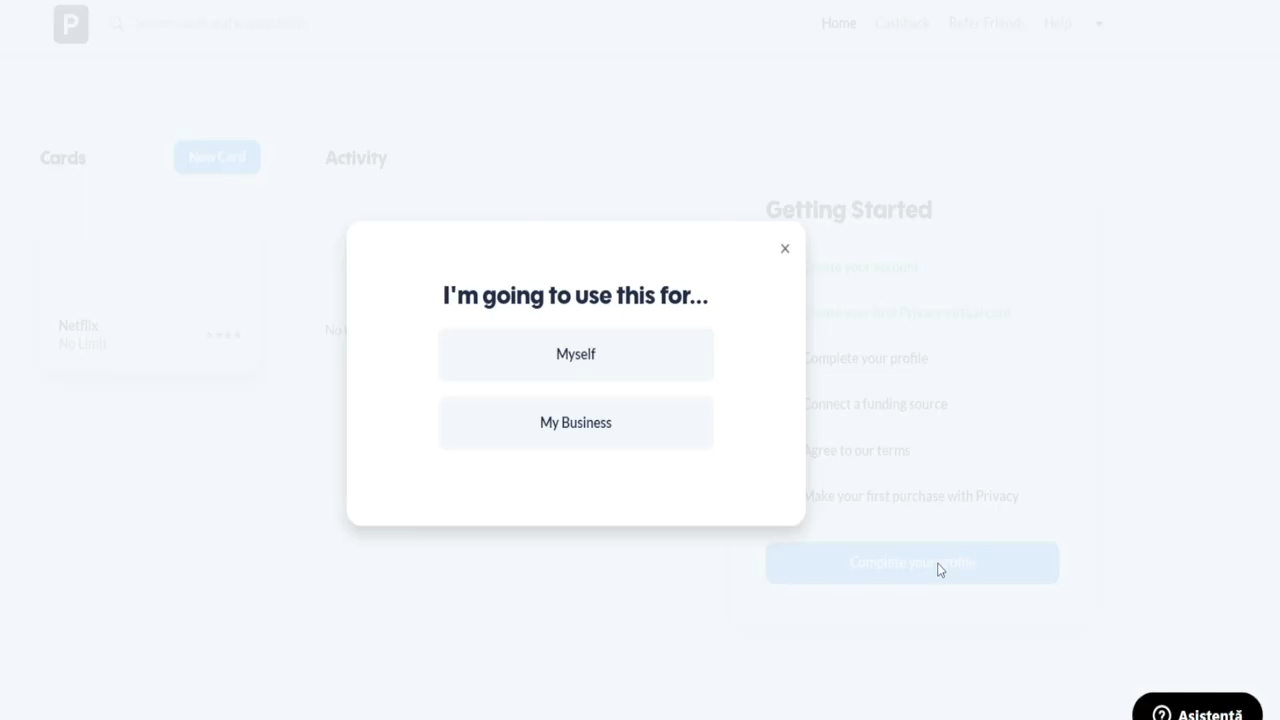 P
Home
Cashback
Refer Friends
Help
Cards
New Card
Activity
Getting Started
I'm going to use this for...
your account
Netflix
No Limit
No
your first Privacy virtual card
Myself
Complete your profile
My Business
Connect a funding source
Agree to our terms
Make your first purchase with Privacy
Complete your profile
Asistență